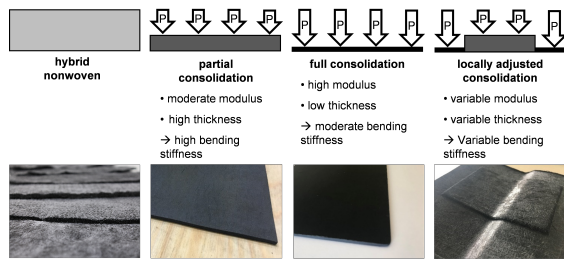 P P P P
P P P P
P P P P
hybrid
nonwoven
partial
consolidation
• moderate modulus
• high thickness
→ high bending
stiffness
full consolidation
• high modulus
• low thickness
→ moderate bending
stiffness
locally adjusted
consolidation
• variable modulus
• variable thickness
→ Variable bending
stiffness